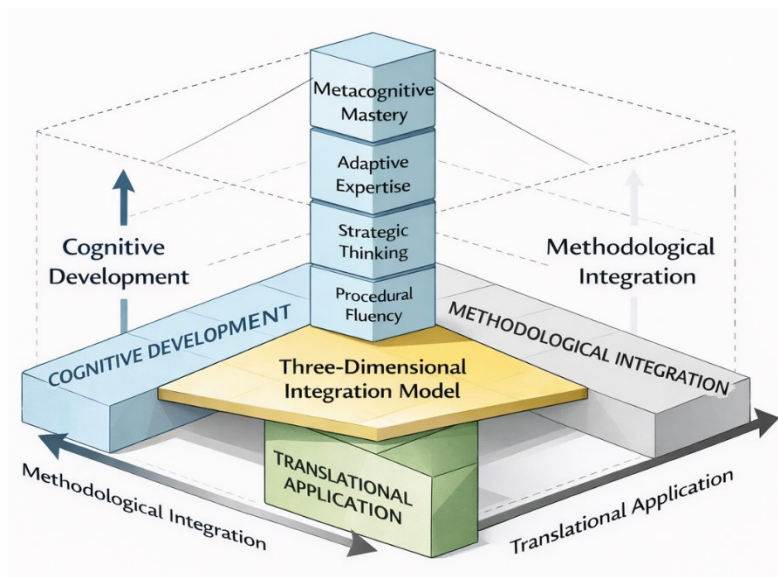 Metacognitive
Mastery
Adaptive
Expertise
Strategic
Thinking
Procedural
Fluency
Cognitive
Development
Methodological
Integration
COGNITIVE DEVELOPMENT
METHODOLOGICAL INTEGRATION
Three-Dimensional
Integration Model
TRANSLATIONAL
APPLICATION
Methodological Integration
Translational Application